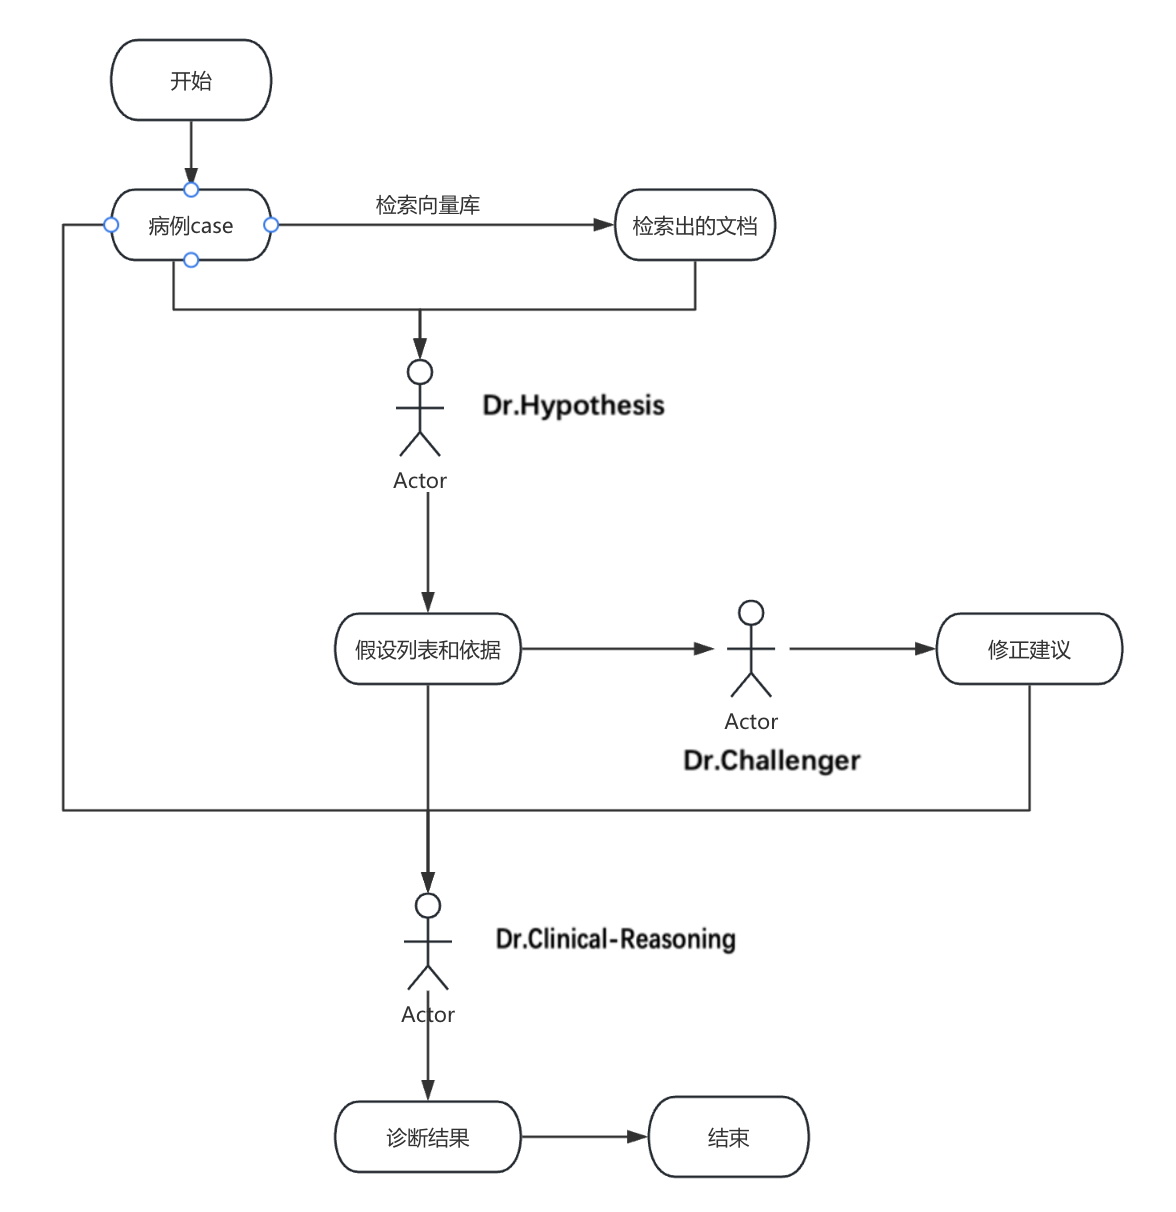 开始
检索向量库
病例case
检索出的文档
Dr.Hypothesis
Actor
假设列表和依据
修正建议
Actor
Dr.Challenger
Dr.Clinical-Reasoning
Actor
诊断结果
结束